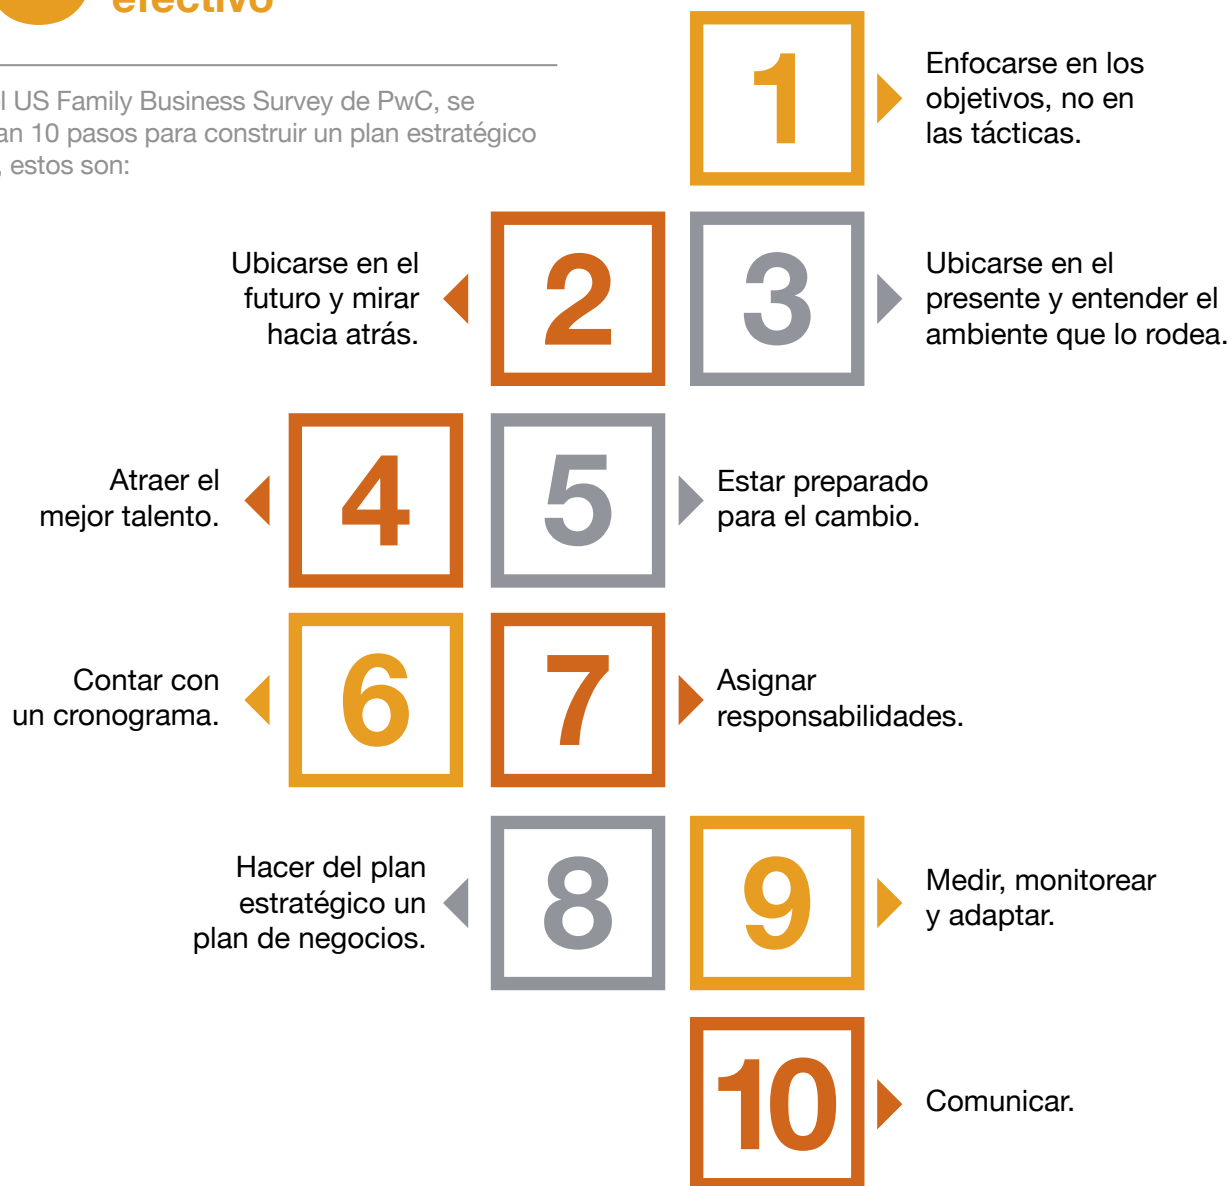 efectivo
l US Family Business Survey de PwC, se
an 10 pasos para construir un plan estratégico
, estos son:
1
Enfocarse en los
objetivos, no en
las tácticas.
Ubicarse en el
futuro y mirar
hacia atrás.
2
3
Ubicarse en el
presente y entender el
ambiente que lo rodea.
Atraer el
mejor talento.
4
5
Estar preparado
para el cambio.
Contar con
un cronograma.
6
7
Asignar
responsabilidades.
Hacer del plan
estratégico un
plan de negocios.
8
9
Medir, monitorear
y adaptar.
10
Comunicar.